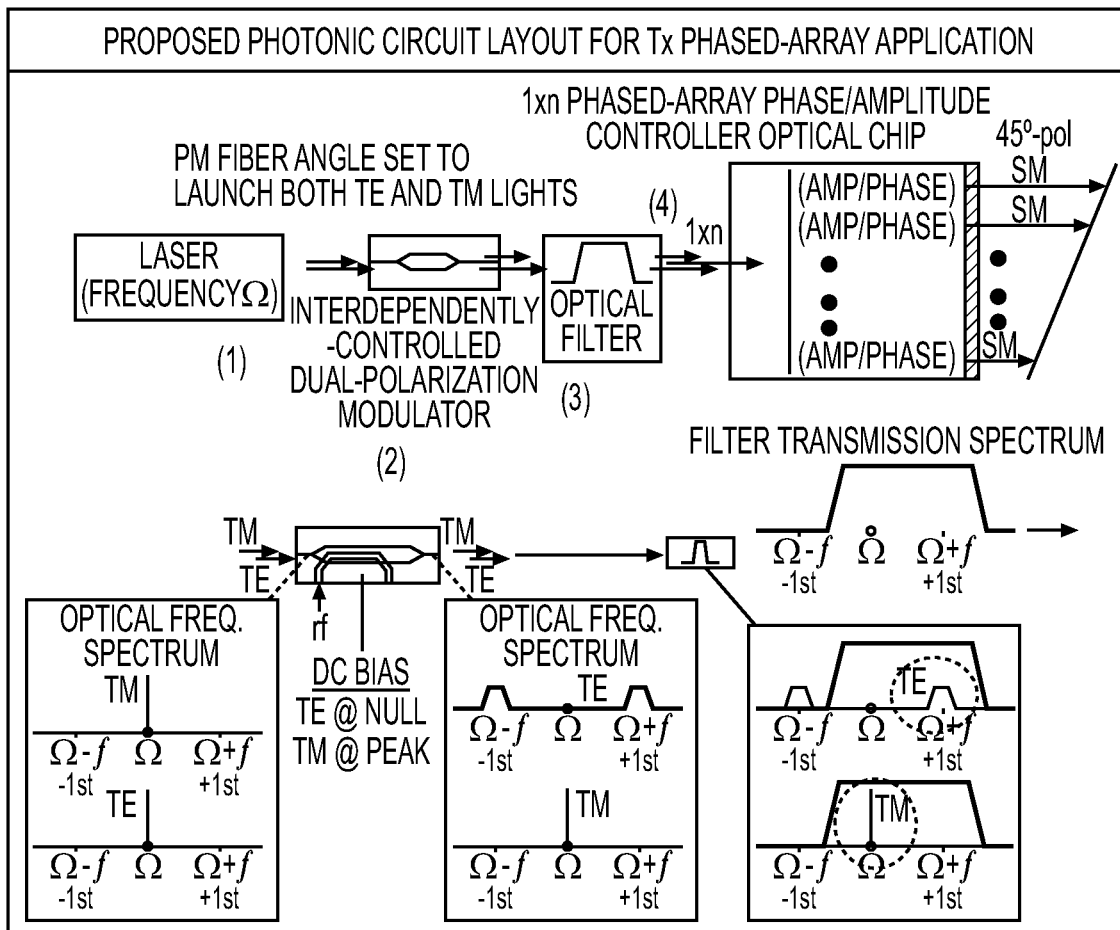 PROPOSED PHOTONIC CIRCUIT LAYOUT FOR Tx PHASED-ARRAY APPLICATION
1xn PHASED-ARRAY PHASE/AMPLITUDE
CONTROLLER OPTICAL CHIP
45º-pol
PM FIBER ANGLE SET TO
LAUNCH BOTH TE AND TM LIGHTS
LASER
(FREQUENCY Ω)
(1)
INTERDEPENDENTLY
-CONTROLLED
DUAL-POLARIZATION
MODULATOR
(2)
OPTICAL
FILTER
(3)
(4)
1xn
(AMP/PHASE)
(AMP/PHASE)
(AMP/PHASE)
SM
SM
SM
FILTER TRANSMISSION SPECTRUM
Ω-f Ω Ω+f
-1st +1st
TM
TE
rf
DC BIAS
TE @ NULL
TM @ PEAK
TM
TE
OPTICAL FREQ.
SPECTRUM
TM
Ω-f Ω Ω+f
-1st +1st
TE
Ω-f Ω Ω+f
-1st +1st
OPTICAL FREQ.
SPECTRUM
TE
Ω-f Ω Ω+f
-1st +1st
TM
Ω-f Ω Ω+f
-1st +1st
TE
Ω-f Ω Ω+f
-1st +1st
TM
Ω-f Ω Ω+f
-1st +1st